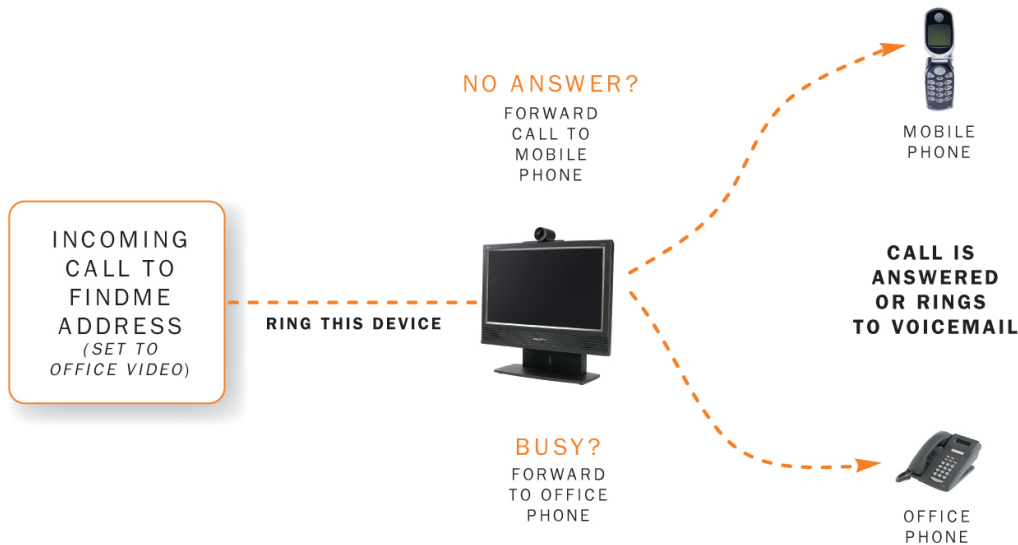 INCOMING
CALL TO
FINDME
ADDRESS
(SET TO
OFFICE VIDEO)
RING THIS DEVICE
NO ANSWER?
FORWARD
CALL TO
MOBILE
PHONE
BUSY?
FORWARD
TO OFFICE
PHONE
MOBILE
PHONE
CALL IS
ANSWERED
OR RINGS
TO VOICEMAIL
OFFICE
PHONE